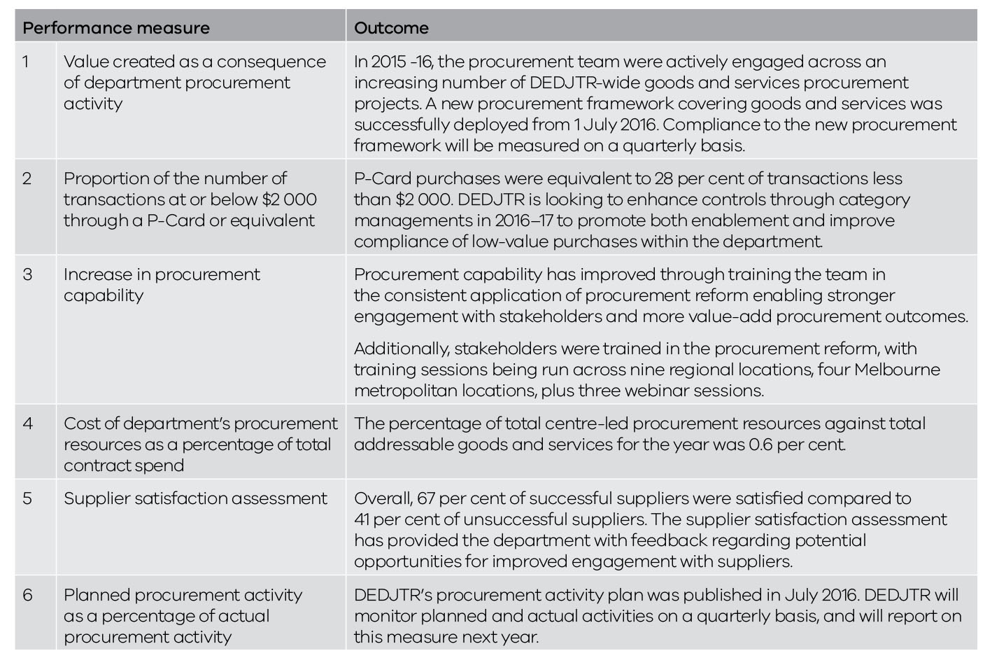 Performance measure
Outcome
1
Value created as a consequence
of department procurement
activity
In 2015 -16, the procurement team were actively engaged across an
increasing number of DEDJTR-wide goods and services procurement
projects. A new procurement framework covering goods and services was
successfully deployed from 1 July 2016. Compliance to the new procurement
framework will be measured on a quarterly basis.
2
Proportion of the number of
transactions at or below $2 000
through a P-Card or equivalent
P-Card purchases were equivalent to 28 per cent of transactions less
than $2 000. DEDJTR is looking to enhance controls through category
managements in 2016–17 to promote both enablement and improve
compliance of low-value purchases within the department.
3
Increase in procurement
capability
Procurement capability has improved through training the team in
the consistent application of procurement reform enabling stronger
engagement with stakeholders and more value-add procurement outcomes.
Additionally, stakeholders were trained in the procurement reform, with
training sessions being run across nine regional locations, four Melbourne
metropolitan locations, plus three webinar sessions.
4
Cost of department's procurement
resources as a percentage of total
contract spend
The percentage of total centre-led procurement resources against total
addressable goods and services for the year was 0.6 per cent.
5
Supplier satisfaction assessment
Overall, 67 per cent of successful suppliers were satisfied compared to
41 per cent of unsuccessful suppliers. The supplier satisfaction assessment
has provided the department with feedback regarding potential
opportunities for improved engagement with suppliers.
6
Planned procurement activity
as a percentage of actual
procurement activity
DEDJTR's procurement activity plan was published in July 2016. DEDJTR will
monitor planned and actual activities on a quarterly basis, and will report on
this measure next year.